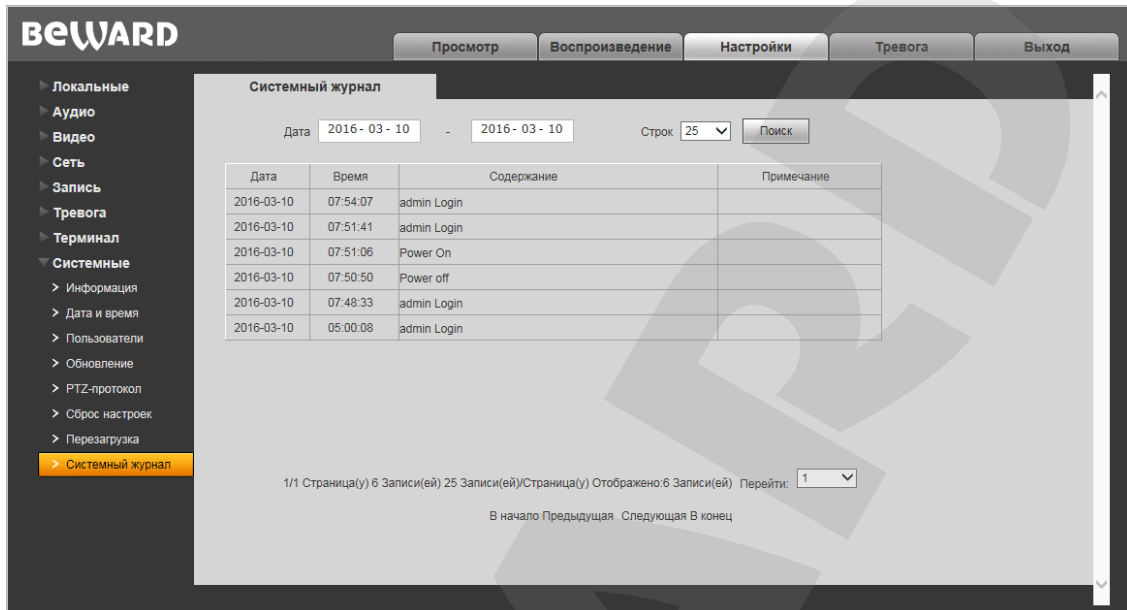 BEWARD
Просмотр Воспроизведение Настройки Тревога Выход
Локальные
Аудио
Видео
Сеть
Запись
Тревога
Терминал
Системные
Информация
Дата и время
Пользователи
Обновление
PTZ-протокол
Сброс настроек
Перезагрузка
Системный журнал
Системный журнал
Дата 2016-03-10 - 2016-03-10 Строк 25 Поиск
Дата Время Содержание Примечание
2016-03-10 07:54:07 admin Login
2016-03-10 07:51:41 admin Login
2016-03-10 07:51:06 Power On
2016-03-10 07:50:50 Power off
2016-03-10 07:48:33 admin Login
2016-03-10 05:00:08 admin Login
1/1 Страница(у) 6 Записи(ей) 25 Записи(ей)/Страница(у) Отображено:6 Записи(ей) Перейти: 1
В начало Предыдущая Следующая В конец